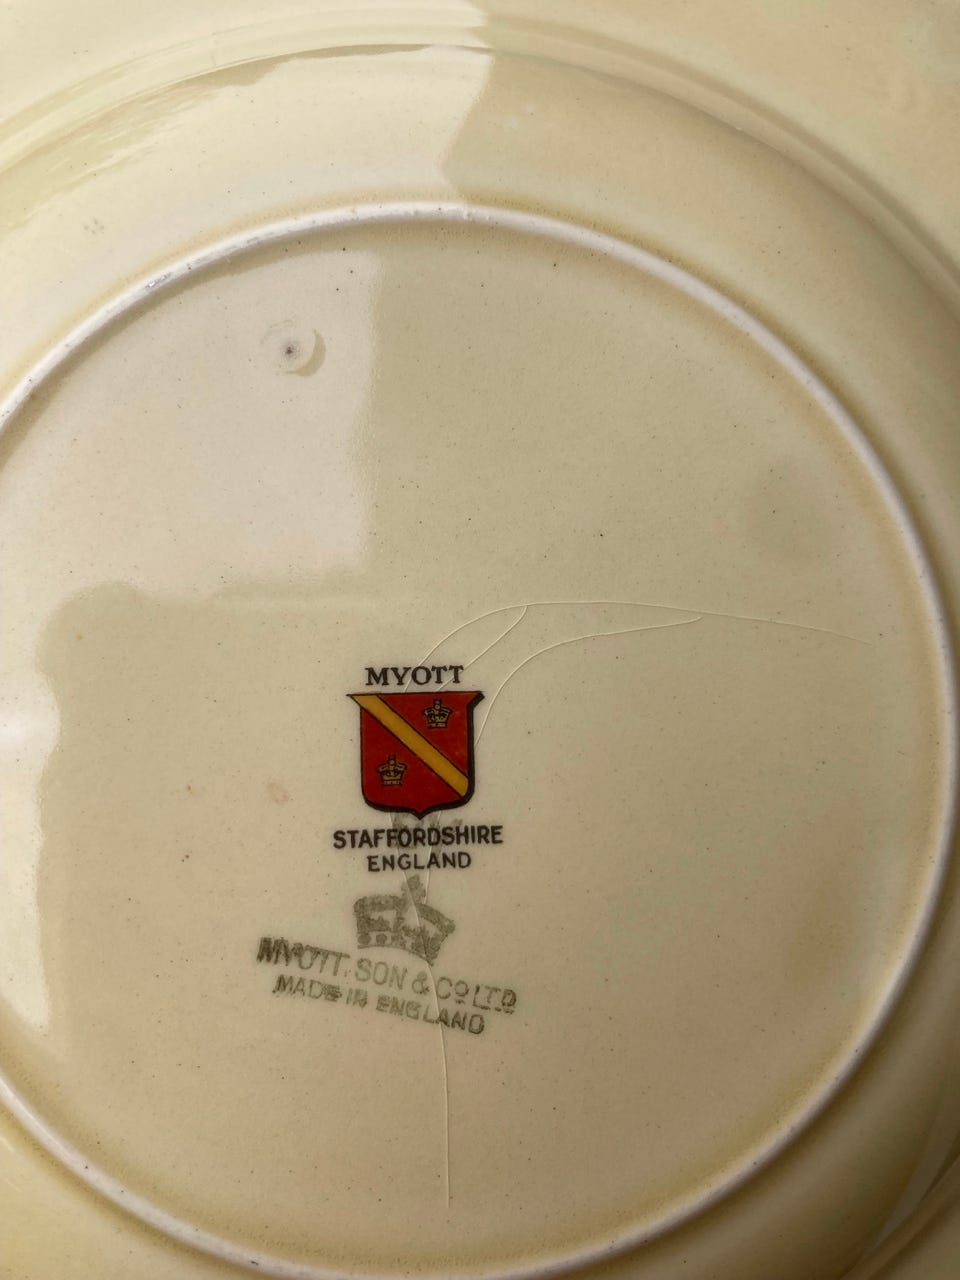 MYOTT
STAFFORDSHIRE
ENGLAND
MYOTT. SON & Cº LTD
MADE IN ENGLAND